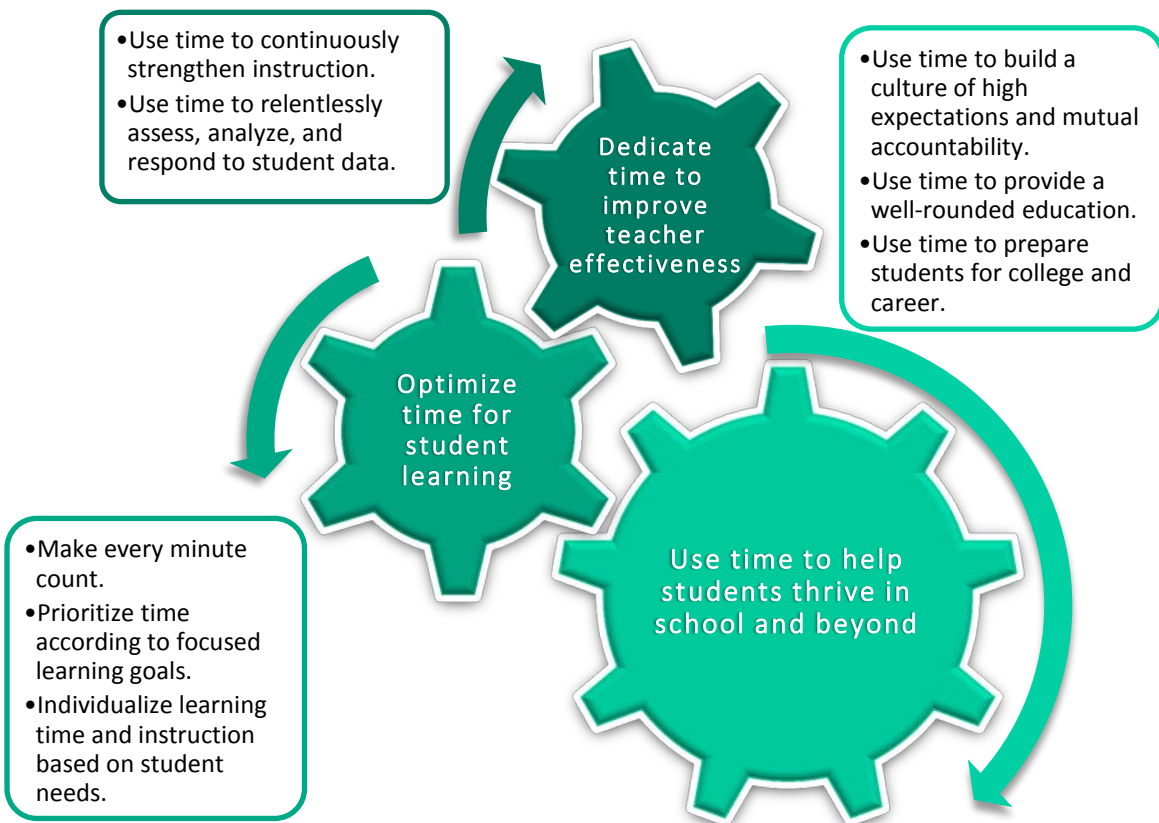 •Use time to continuously
strengthen instruction.
•Use time to relentlessly
assess, analyze, and
respond to student data.
Dedicate
time to
improve
teacher
effectiveness
•Use time to build a
culture of high
expectations and mutual
accountability.
•Use time to provide a
well-rounded education.
•Use time to prepare
students for college and
career.
Optimize
time for
student
learning
•Make every minute
count.
•Prioritize time
according to focused
learning goals.
•Individualize learning
time and instruction
based on student
needs.
Use time to help
students thrive in
school and beyond